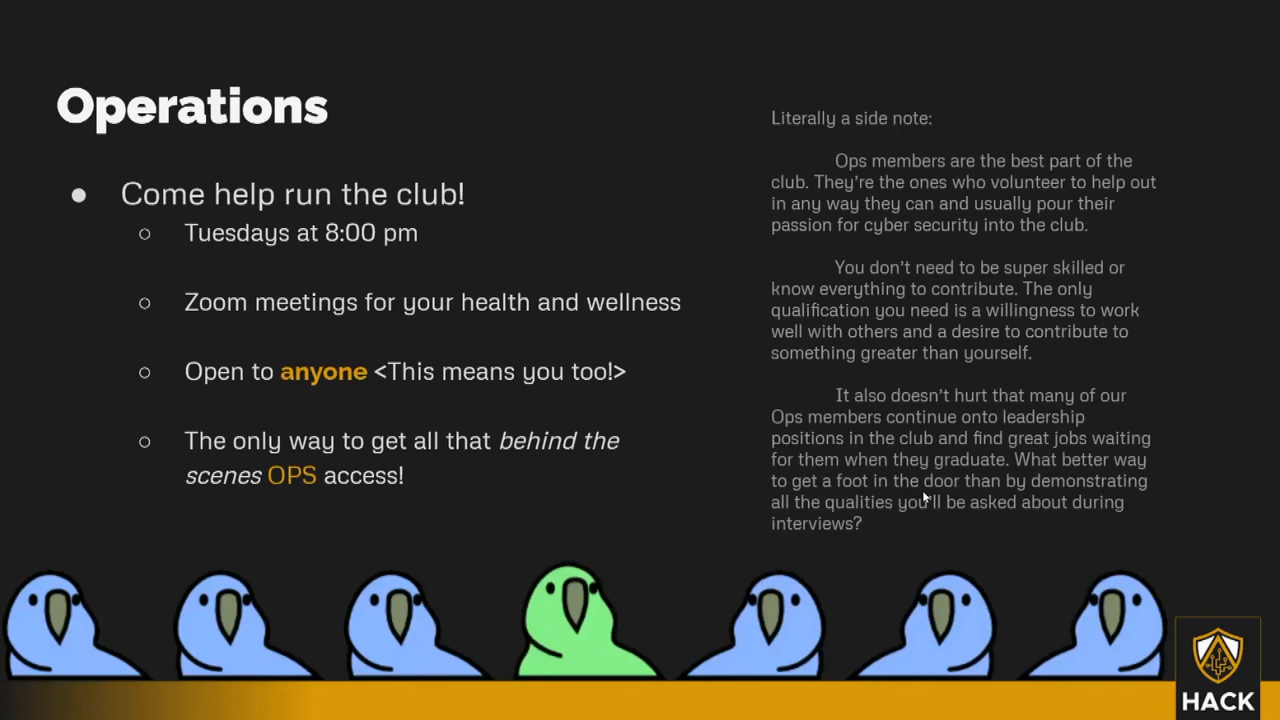 Operations
Come help run the club!
Tuesdays at 8:00 pm
Zoom meetings for your health and wellness
Open to anyone <This means you too!>
The only way to get all that behind the
scenes OPS access!
Literally a side note:
Ops members are the best part of the
club. They're the ones who volunteer to help out
in any way they can and usually pour their
passion for cyber security into the club.
You don't need to be super skilled or
know everything to contribute. The only
qualification you need is a willingness to work
well with others and a desire to contribute to
something greater than yourself.
It also doesn't hurt that many of our
Ops members continue onto leadership
positions in the club and find great jobs waiting
for them when they graduate. What better way
to get a foot in the door than by demonstrating
all the qualities you'll be asked about during
interviews?
HACK